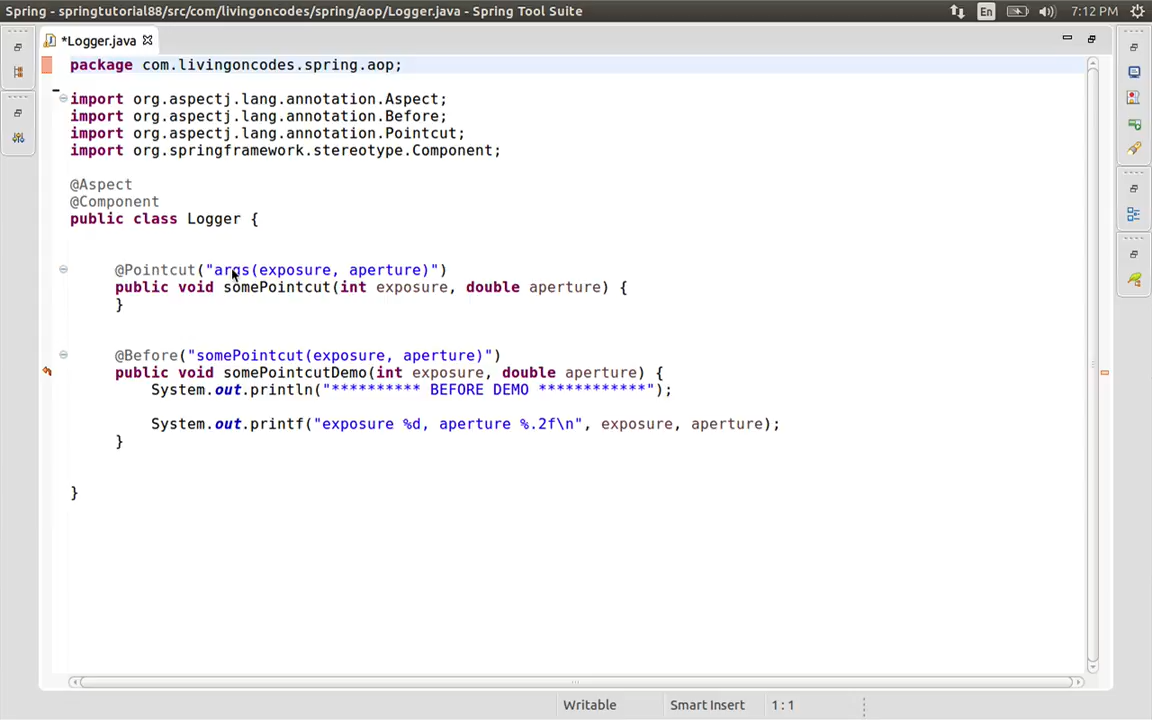 Spring - springtutorial88/src/com/livingoncodes/spring/aop/Logger.java - Spring Tool Suite
En
7:12 PM
*Logger.java
package com.livingoncodes.spring.aop;
import org.aspectj.lang.annotation.Aspect;
import org.aspectj.lang.annotation.Before;
import org.aspectj.lang.annotation.Pointcut;
import org.springframework.stereotype.Component;
@Aspect
@Component
public class Logger {
@Pointcut("args(exposure, aperture)")
public void somePointcut(int exposure, double aperture) {
}
@Before("somePointcut(exposure, aperture)")
public void somePointcutDemo(int exposure, double aperture) {
System.out.println("********** BEFORE DEMO ************");
System.out.printf("exposure %d, aperture %.2f\n", exposure, aperture);
}
}
Writable
Smart Insert
1 : 1